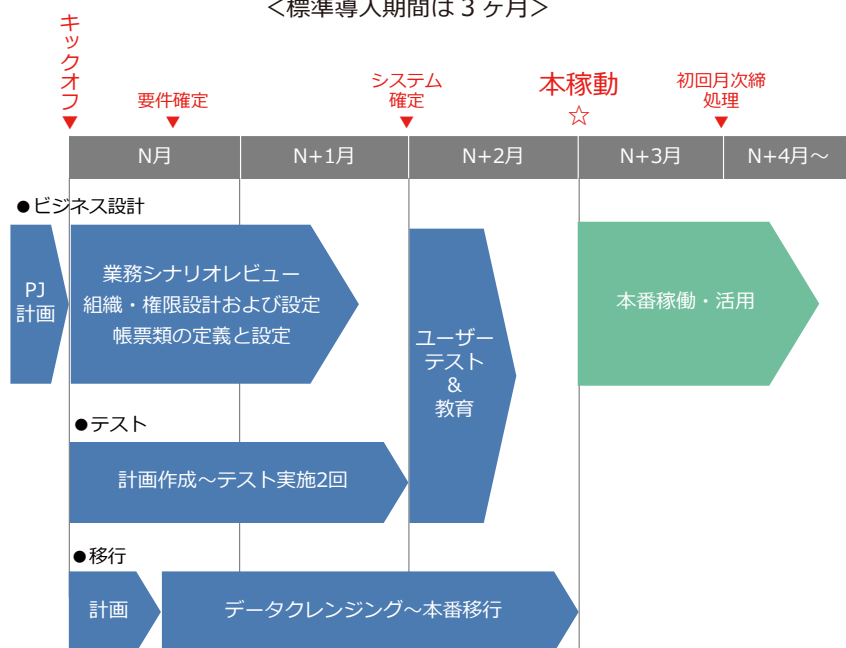 <標準導入期間は 3 ヶ月>
キックオフ
要件確定
システム
確定
本稼動
☆
初回月次締
処理
N月
N+1月
N+2月
N+3月
N+4月～
●ビジネス設計
PJ
計画
業務シナリオレビュー
組織・権限設計および設定
帳票類の定義と設定
ユーザー
テスト
&
教育
本番稼働・活用
●テスト
計画作成～テスト実施2回
●移行
計画
データクレンジング～本番移行